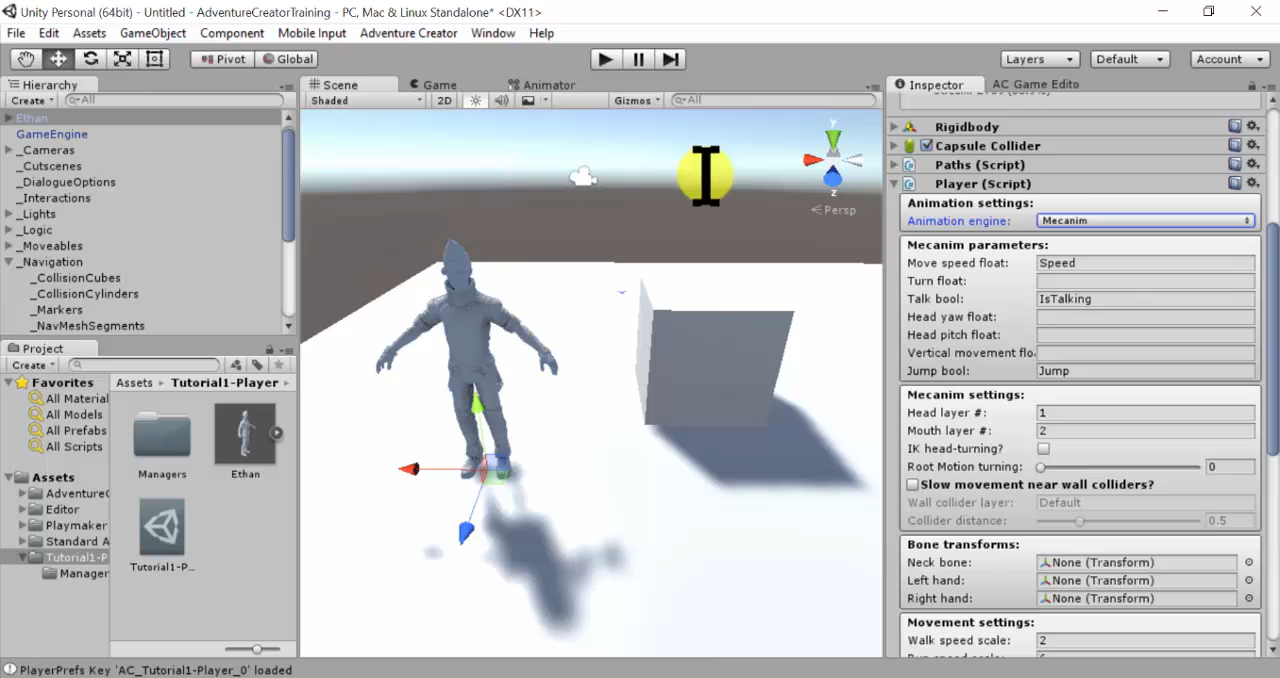 Unity Personal (64bit) - Untitled - AdventureCreatorTraining - PC, Mac & Linux Standalone* <DX11>
File Edit Assets GameObject Component Mobile Input Adventure Creator Window Help
Pivot Global Layers Default Account
Hierarchy
Create All
Ethan
GameEngine
_Cameras
_Cutscenes
_DialogueOptions
_Interactions
_Lights
_Logic
_Moveables
_Navigation
_CollisionCubes
_CollisionCylinders
_Markers
_NavMeshSegments
Project
Create
Favorites
All Material
All Models
All Prefabs
All Scripts
Assets
AdventureC
Editor
Playmaker
Standard A
Tutorial1-P
Manager
Assets Tutorial1-Player
Managers
Ethan
Tutorial1-P...
Scene Game Animator
Shaded 2D Gizmos All
y
z
Persp
Inspector AC Game Edito
Rigidbody
Capsule Collider
Paths (Script)
Player (Script)
Animation settings:
Animation engine: Mecanim
Mecanim parameters:
Move speed float: Speed
Turn float:
Talk bool: IsTalking
Head yaw float:
Head pitch float:
Vertical movement flo
Jump bool: Jump
Mecanim settings:
Head layer #: 1
Mouth layer #: 2
IK head-turning?
Root Motion turning: 0
Slow movement near wall colliders?
Wall collider layer: Default
Collider distance: 0.5
Bone transforms:
Neck bone: None (Transform)
Left hand: None (Transform)
Right hand: None (Transform)
Movement settings:
Walk speed scale: 2
PlayerPrefs Key 'AC_Tutorial1-Player_0' loaded